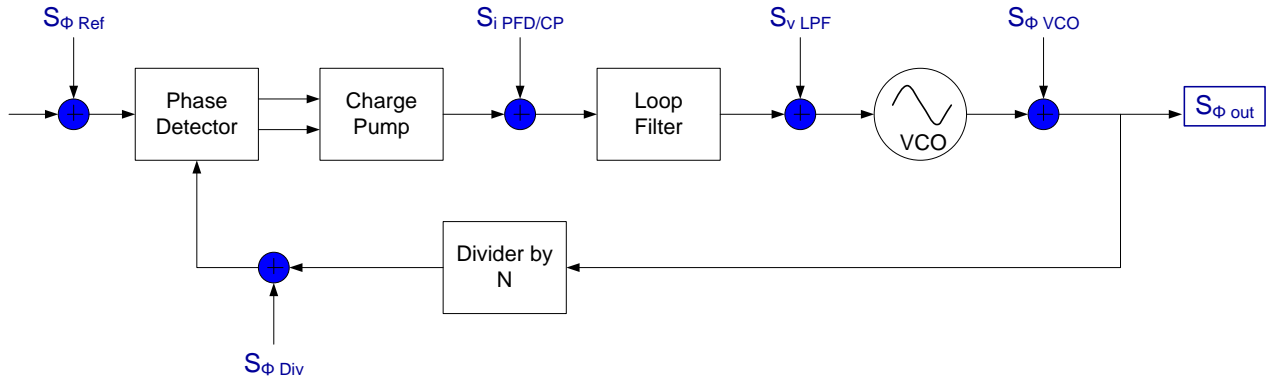 SΦ Ref
Si PFD/CP
Sv LPF
SΦ VCO
Phase
Detector
Charge
Pump
Loop
Filter
VCO
SΦ out
Divider by
N
SΦ Div